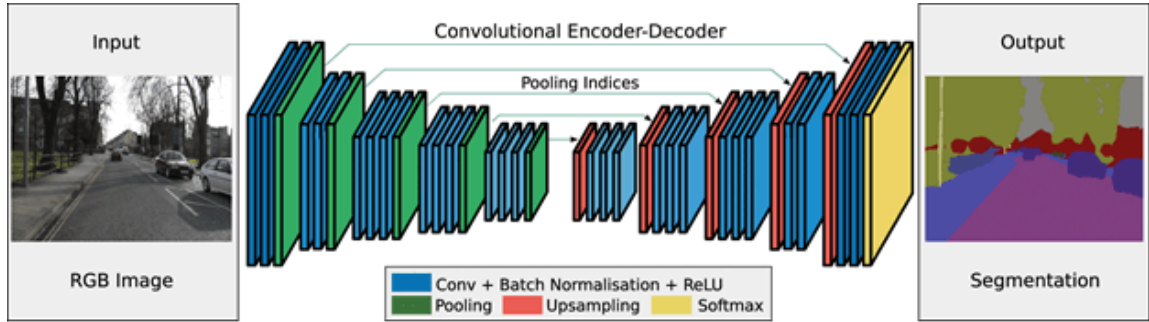 Input
RGB Image
Convolutional Encoder-Decoder
Pooling Indices
Conv + Batch Normalisation + ReLU
Pooling Upsampling Softmax
Output
Segmentation